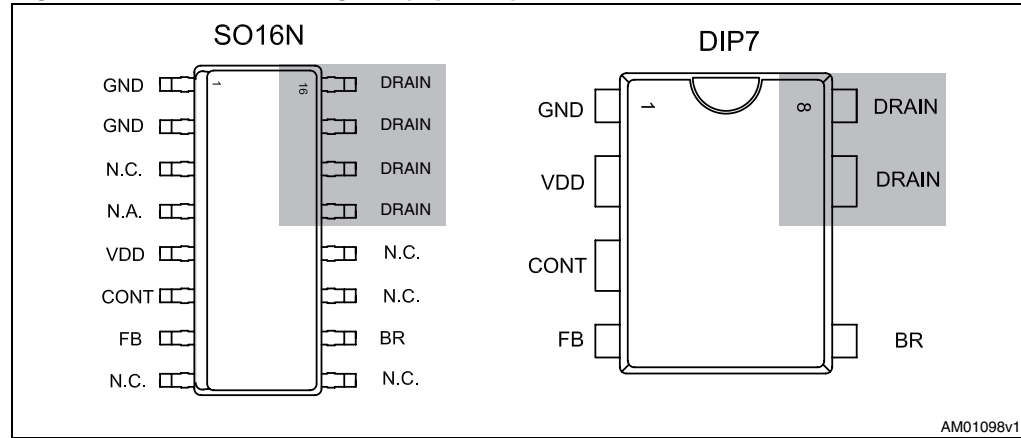 SO16N
GND 1 16 DRAIN
GND DRAIN
N.C. DRAIN
N.A. DRAIN
VDD N.C.
CONT N.C.
FB BR
N.C. N.C.
DIP7
GND 1 8 DRAIN
VDD DRAIN
CONT
FB BR
AM01098v1